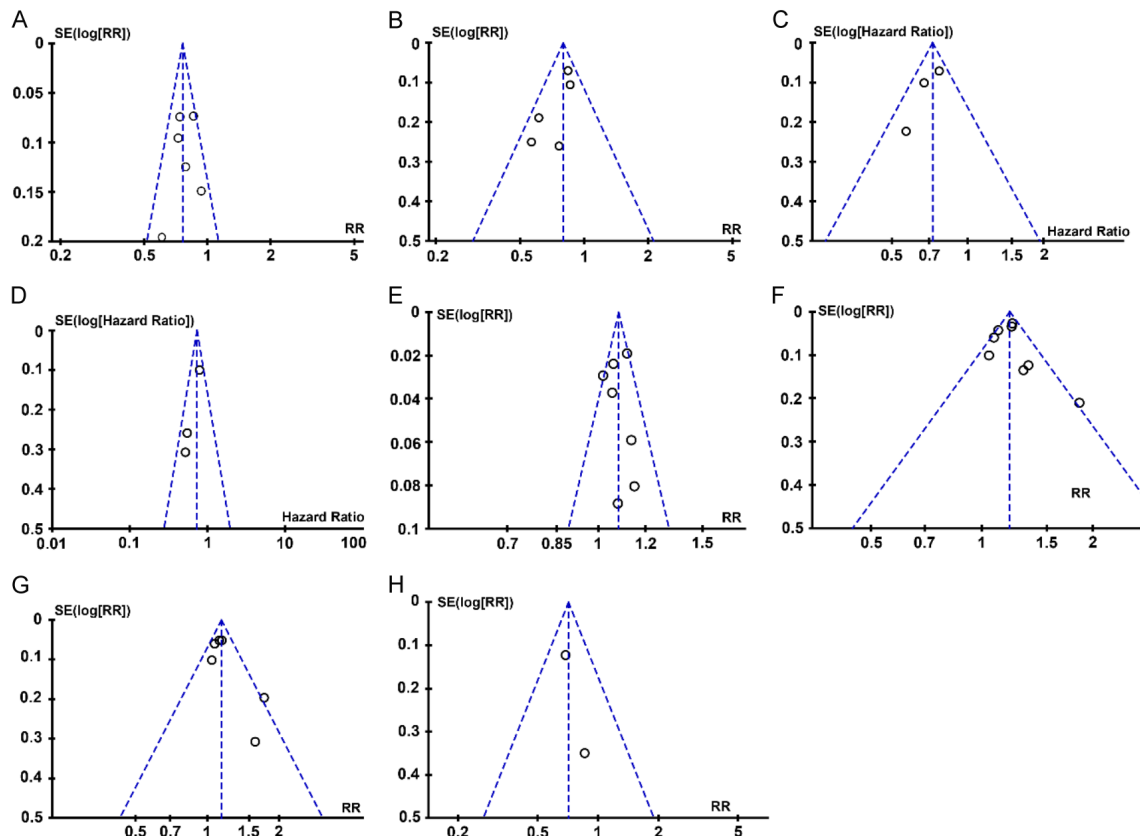 A
SE(log[RR])
0
0.05
0.1
0.15
0.2
RR
0.2 0.5 1 2 5
B
SE(log[RR])
0
0.1
0.2
0.3
0.4
0.5
RR
0.2 0.5 1 2 5
C
SE(log[Hazard Ratio])
0
0.1
0.2
0.3
0.4
0.5
Hazard Ratio
0.5 0.7 1 1.5 2
D
SE(log[Hazard Ratio])
0
0.1
0.2
0.3
0.4
0.5
Hazard Ratio
0.01 0.1 1 10 100
E
SE(log[RR])
0
0.02
0.04
0.06
0.08
0.1
RR
0.7 0.85 1 1.2 1.5
F
SE(log[RR])
0
0.1
0.2
0.3
0.4
0.5
RR
0.5 0.7 1 1.5 2
G
SE(log[RR])
0
0.1
0.2
0.3
0.4
0.5
RR
0.5 0.7 1 1.5 2
H
SE(log[RR])
0
0.1
0.2
0.3
0.4
0.5
RR
0.2 0.5 1 2 5